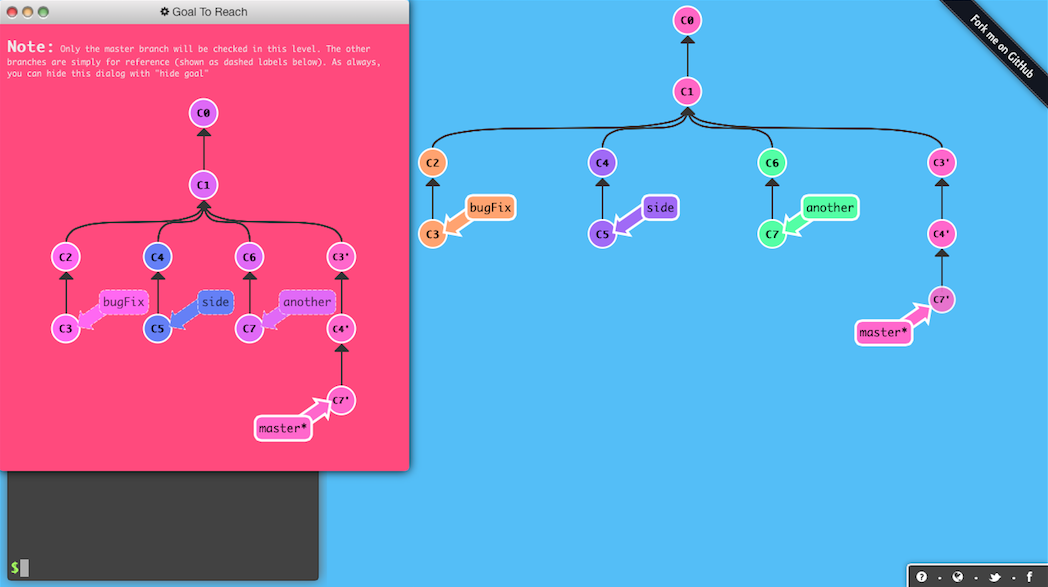 Goal To Reach
Note: Only the master branch will be checked in this level. The other
branches are simply for reference (shown as dashed labels below). As always,
you can hide this dialog with "hide goal"
C0
C1
C2
C4
C6
C3'
bugFix
side
another
C3
C5
C7
C4'
C7'
master*
$
C0
C1
C2
C4
C6
C3'
bugFix
side
another
C3
C5
C7
C4'
C7'
master*
Fork me on GitHub
? · · · f